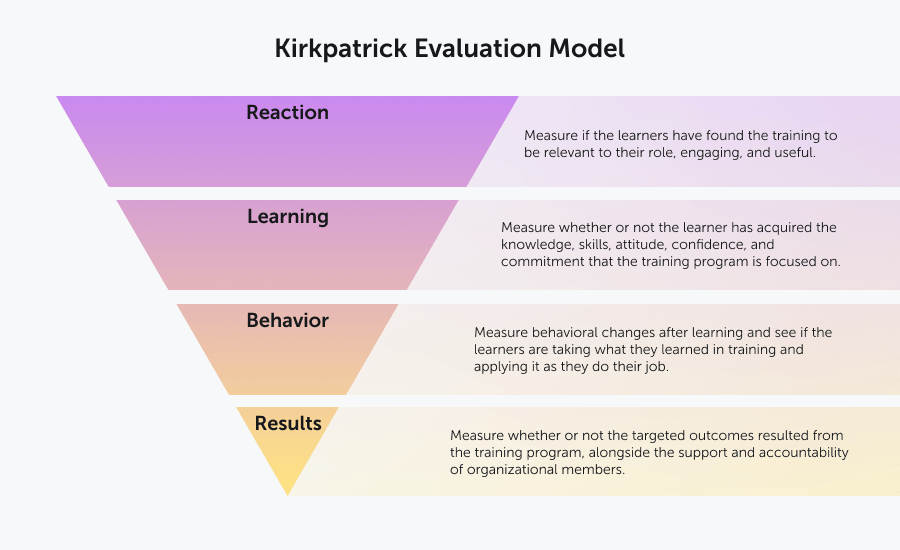 Kirkpatrick Evaluation Model
Reaction
Measure if the learners have found the training to
be relevant to their role, engaging, and useful.
Learning
Measure whether or not the learner has acquired the
knowledge, skills, attitude, confidence, and
commitment that the training program is focused on.
Behavior
Measure behavioral changes after learning and see if the
learners are taking what they learned in training and
applying it as they do their job.
Results
Measure whether or not the targeted outcomes resulted from
the training program, alongside the support and accountability
of organizational members.